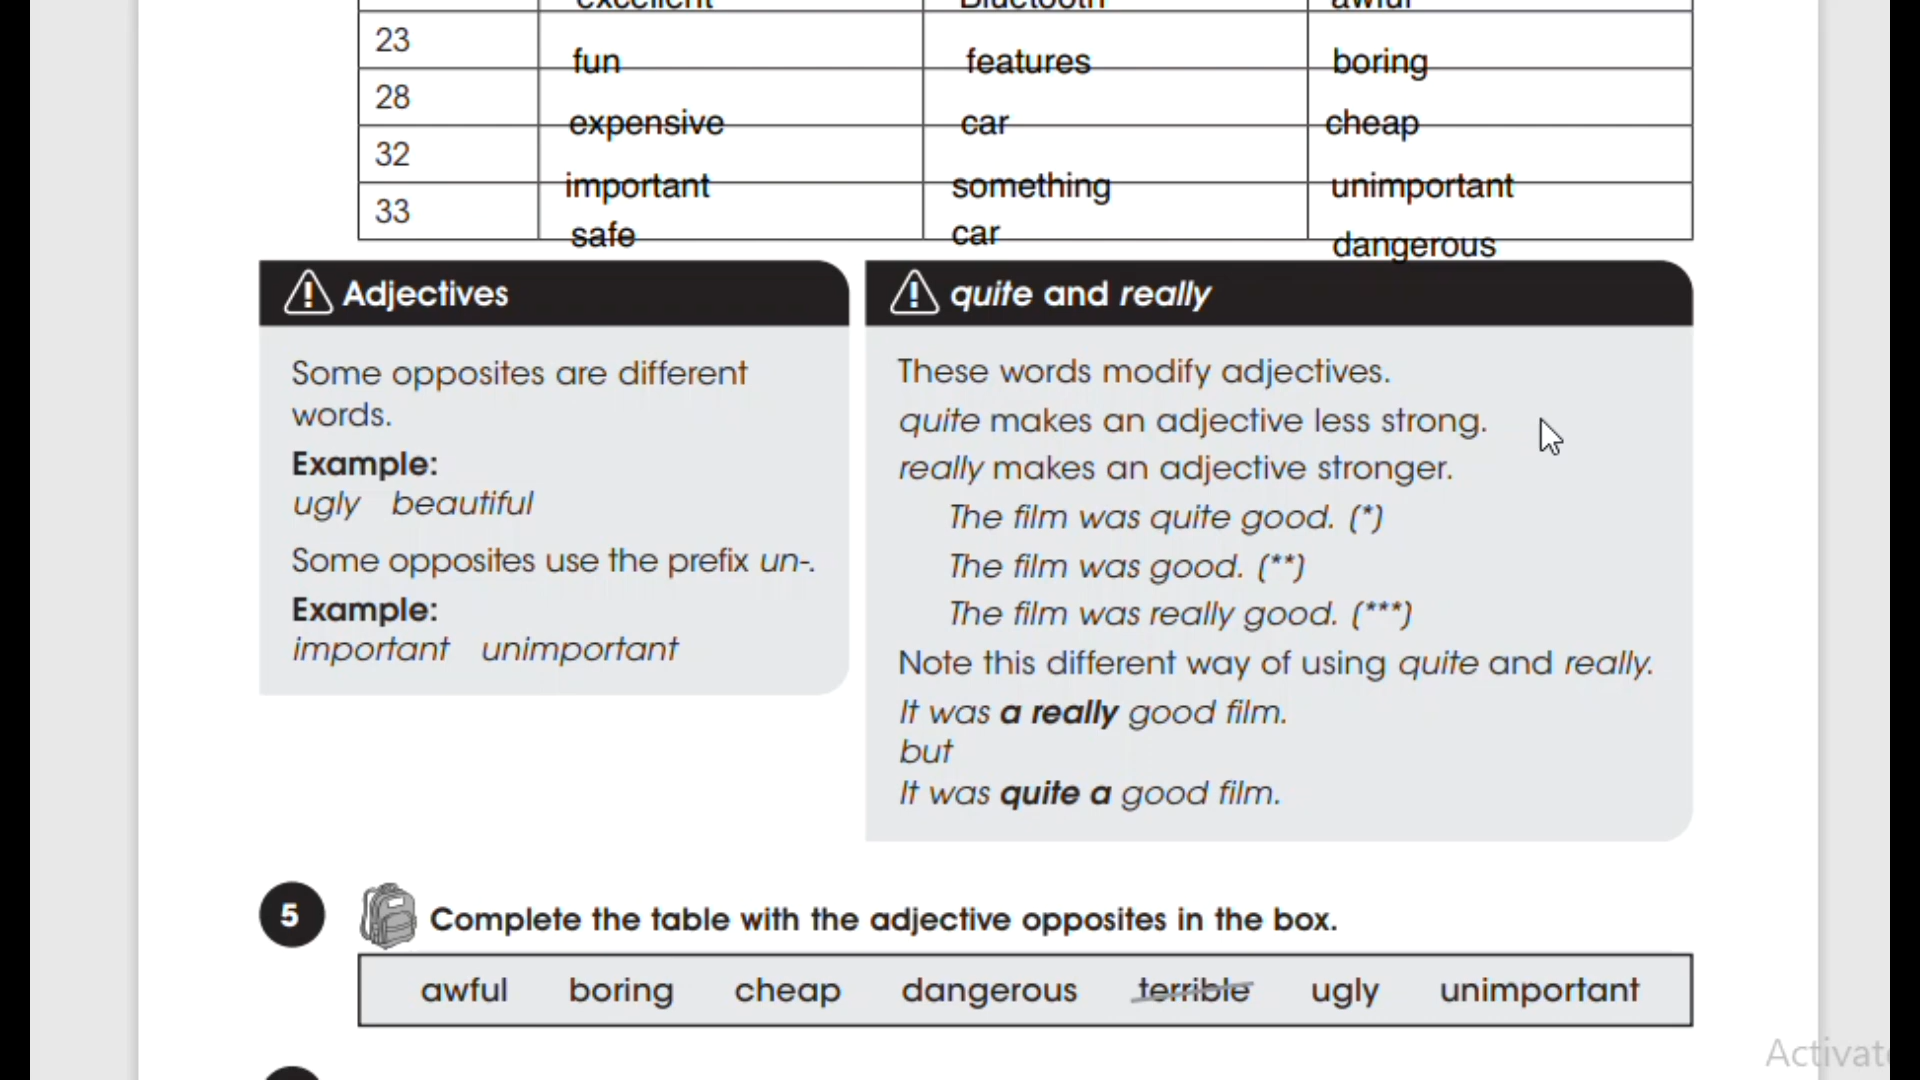 excellent Bluetooth awful
23 fun features boring
28 expensive car cheap
32 important something unimportant
33 safe car dangerous
Adjectives
Some opposites are different
words.
Example:
ugly beautiful
Some opposites use the prefix un-.
Example:
important unimportant
quite and really
These words modify adjectives.
quite makes an adjective less strong.
really makes an adjective stronger.
The film was quite good. (*)
The film was good. (**)
The film was really good. (***)
Note this different way of using quite and really.
It was a really good film.
but
It was quite a good film.
5 Complete the table with the adjective opposites in the box.
awful boring cheap dangerous terrible ugly unimportant
Activat